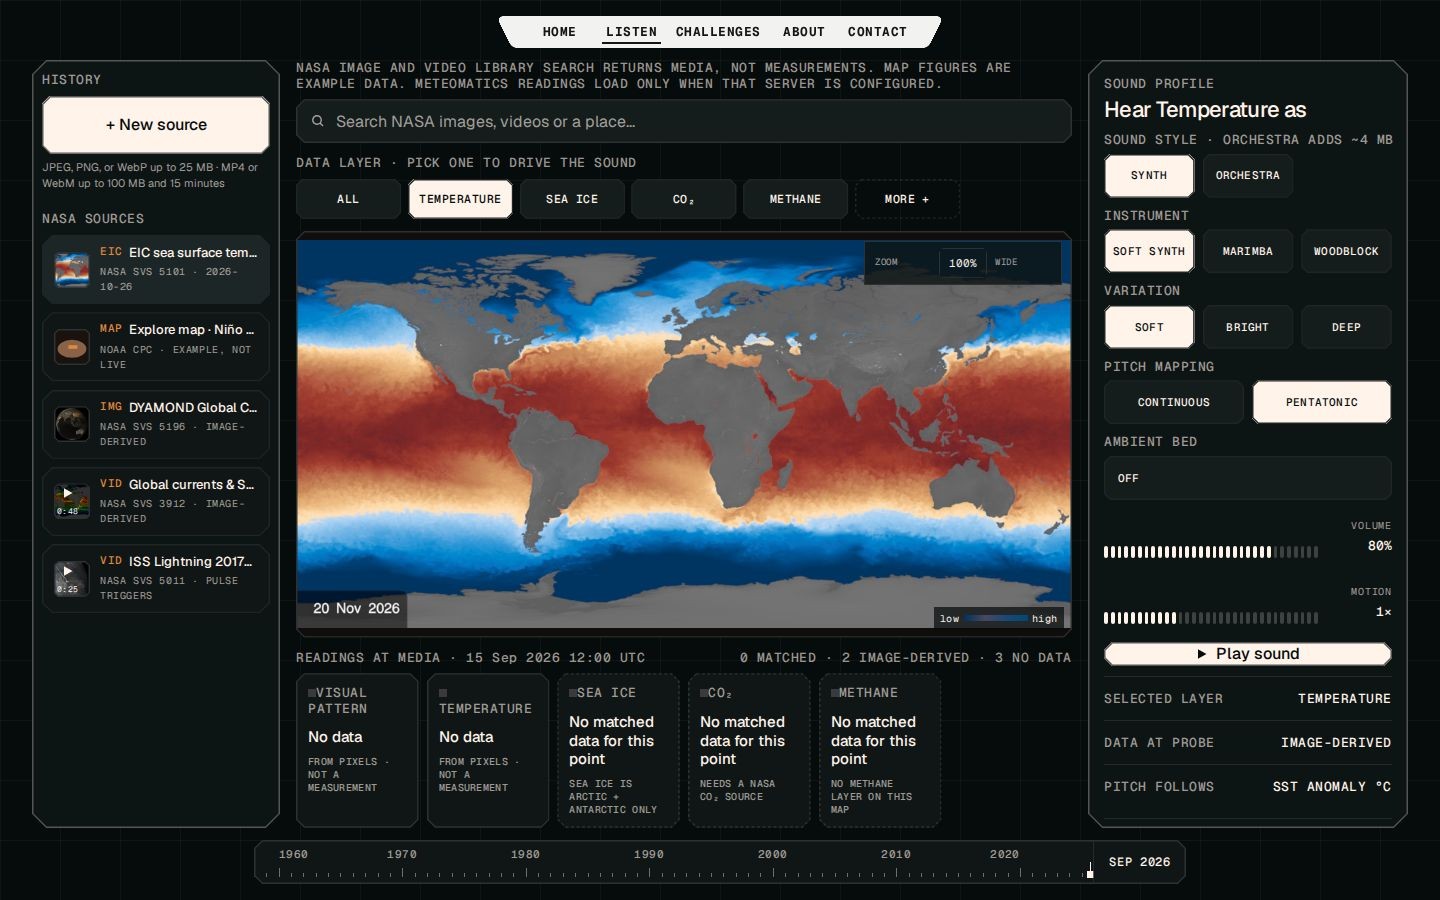 HOME LISTEN CHALLENGES ABOUT CONTACT
HISTORY
+ New source
JPEG, PNG, or WebP up to 25 MB · MP4 or
WebM up to 100 MB and 15 minutes
NASA SOURCES
EIC EIC sea surface tem…
NASA SVS 5101 · 2026-
10-26
MAP Explore map · Niño …
NOAA CPC · EXAMPLE, NOT
LIVE
IMG DYAMOND Global C…
NASA SVS 5196 · IMAGE-
DERIVED
0:48
VID Global currents & S…
NASA SVS 3912 · IMAGE-
DERIVED
0:25
VID ISS Lightning 2017…
NASA SVS 5011 · PULSE
TRIGGERS
NASA IMAGE AND VIDEO LIBRARY SEARCH RETURNS MEDIA, NOT MEASUREMENTS. MAP FIGURES ARE
EXAMPLE DATA. METEOMATICS READINGS LOAD ONLY WHEN THAT SERVER IS CONFIGURED.
Search NASA images, videos or a place…
DATA LAYER · PICK ONE TO DRIVE THE SOUND
ALL TEMPERATURE SEA ICE CO₂ METHANE MORE +
ZOOM 100% WIDE
20 Nov 2026
low high
READINGS AT MEDIA · 15 Sep 2026 12:00 UTC 0 MATCHED · 2 IMAGE-DERIVED · 3 NO DATA
VISUAL
PATTERN
No data
FROM PIXELS ·
NOT A
MEASUREMENT
TEMPERATURE
No data
FROM PIXELS ·
NOT A
MEASUREMENT
SEA ICE
No matched
data for this
point
SEA ICE IS
ARCTIC +
ANTARCTIC ONLY
CO₂
No matched
data for this
point
NEEDS A NASA
CO₂ SOURCE
METHANE
No matched
data for this
point
NO METHANE
LAYER ON THIS
MAP
SOUND PROFILE
Hear Temperature as
SOUND STYLE · ORCHESTRA ADDS ~4 MB
SYNTH ORCHESTRA
INSTRUMENT
SOFT SYNTH MARIMBA WOODBLOCK
VARIATION
SOFT BRIGHT DEEP
PITCH MAPPING
CONTINUOUS PENTATONIC
AMBIENT BED
OFF
VOLUME
80%
MOTION
1×
Play sound
SELECTED LAYER TEMPERATURE
DATA AT PROBE IMAGE-DERIVED
PITCH FOLLOWS SST ANOMALY °C
1960 1970 1980 1990 2000 2010 2020 SEP 2026